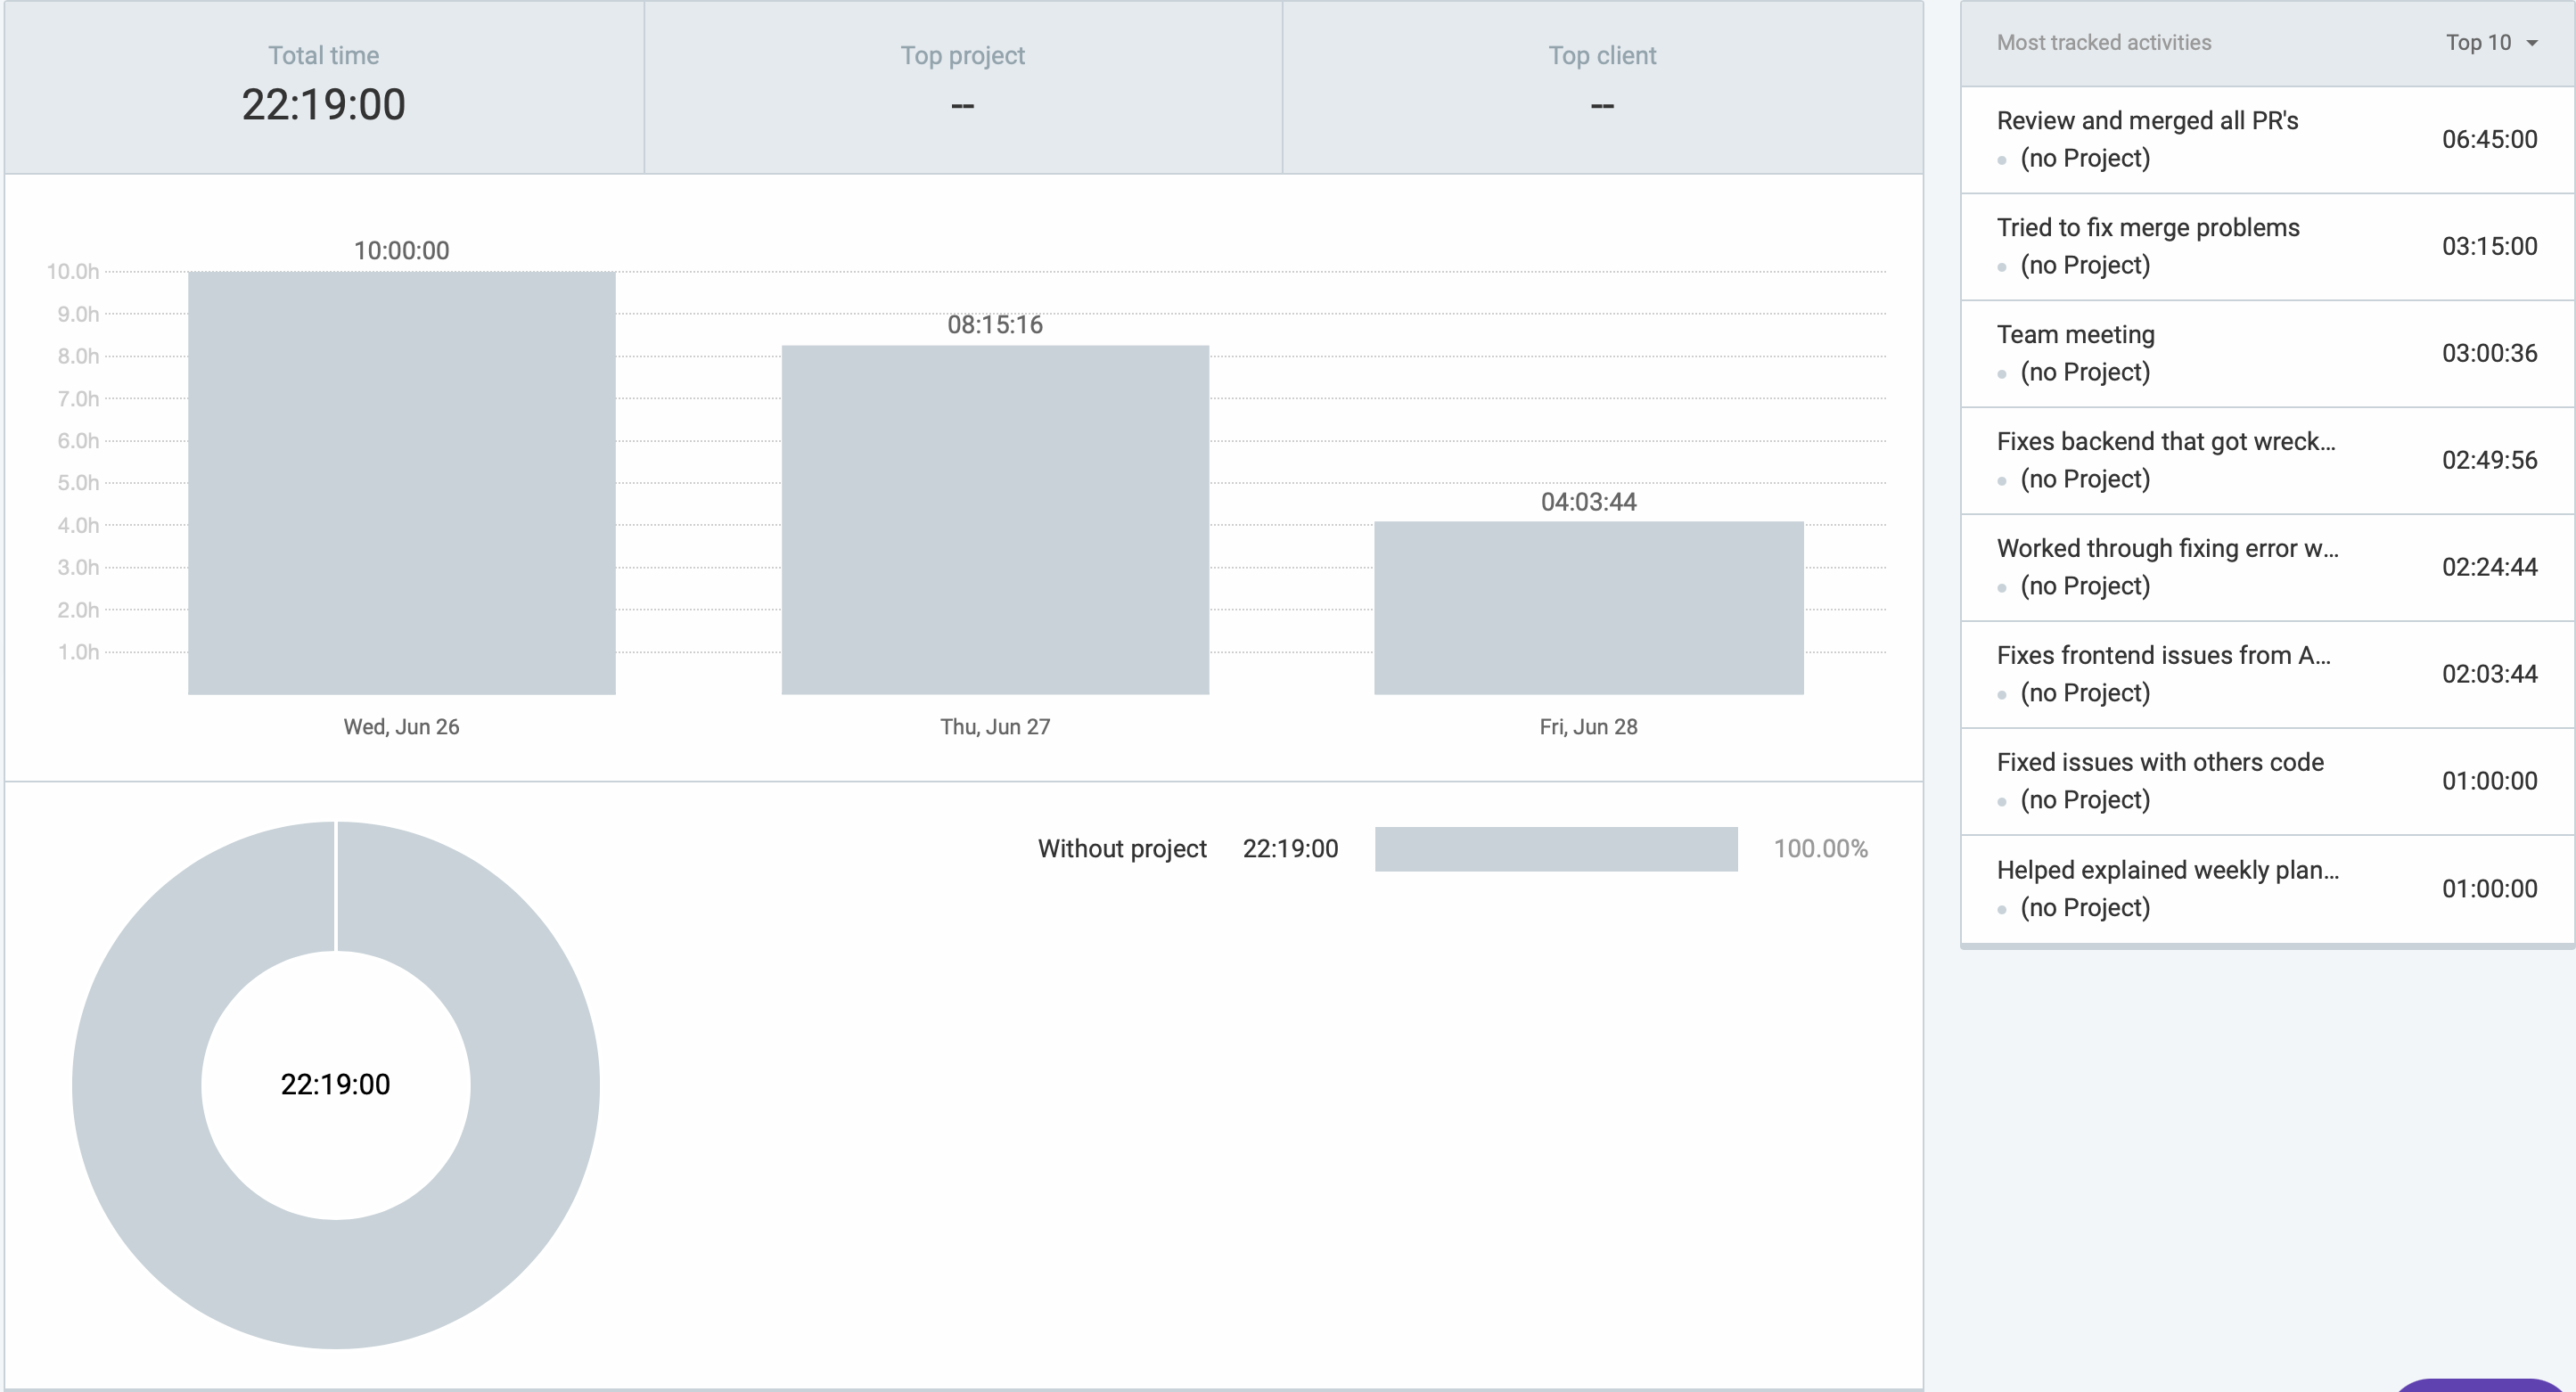 Total time
22:19:00
Top project
--
Top client
--
10:00:00
08:15:16
04:03:44
10.0h
9.0h
8.0h
7.0h
6.0h
5.0h
4.0h
3.0h
2.0h
1.0h
Wed, Jun 26
Thu, Jun 27
Fri, Jun 28
22:19:00
Without project 22:19:00 100.00%
Most tracked activities Top 10
Review and merged all PR's
(no Project)
06:45:00
Tried to fix merge problems
(no Project)
03:15:00
Team meeting
(no Project)
03:00:36
Fixes backend that got wreck...
(no Project)
02:49:56
Worked through fixing error w...
(no Project)
02:24:44
Fixes frontend issues from A...
(no Project)
02:03:44
Fixed issues with others code
(no Project)
01:00:00
Helped explained weekly plan...
(no Project)
01:00:00